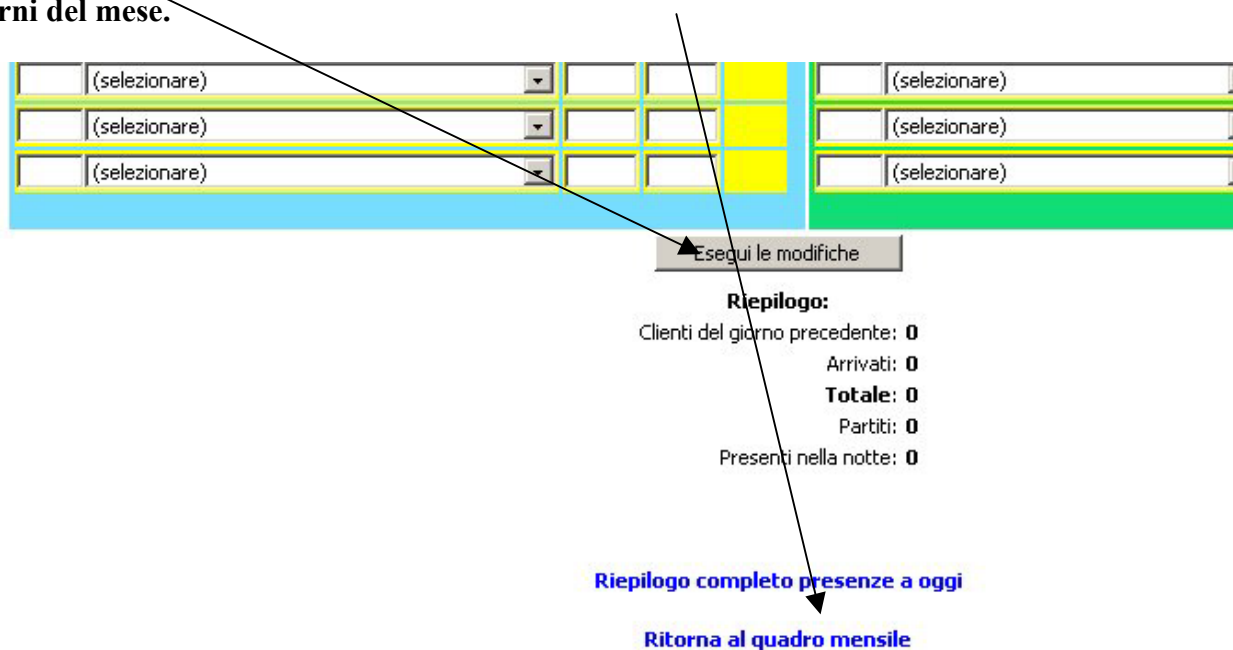 rni del mese.
(selezionare) (selezionare)
(selezionare) (selezionare)
(selezionare) (selezionare)
Esegui le modifiche
Riepilogo:
Clienti del giorno precedente: 0
Arrivati: 0
Totale: 0
Partiti: 0
Presenti nella notte: 0
Riepilogo completo presenze a oggi
Ritorna al quadro mensile